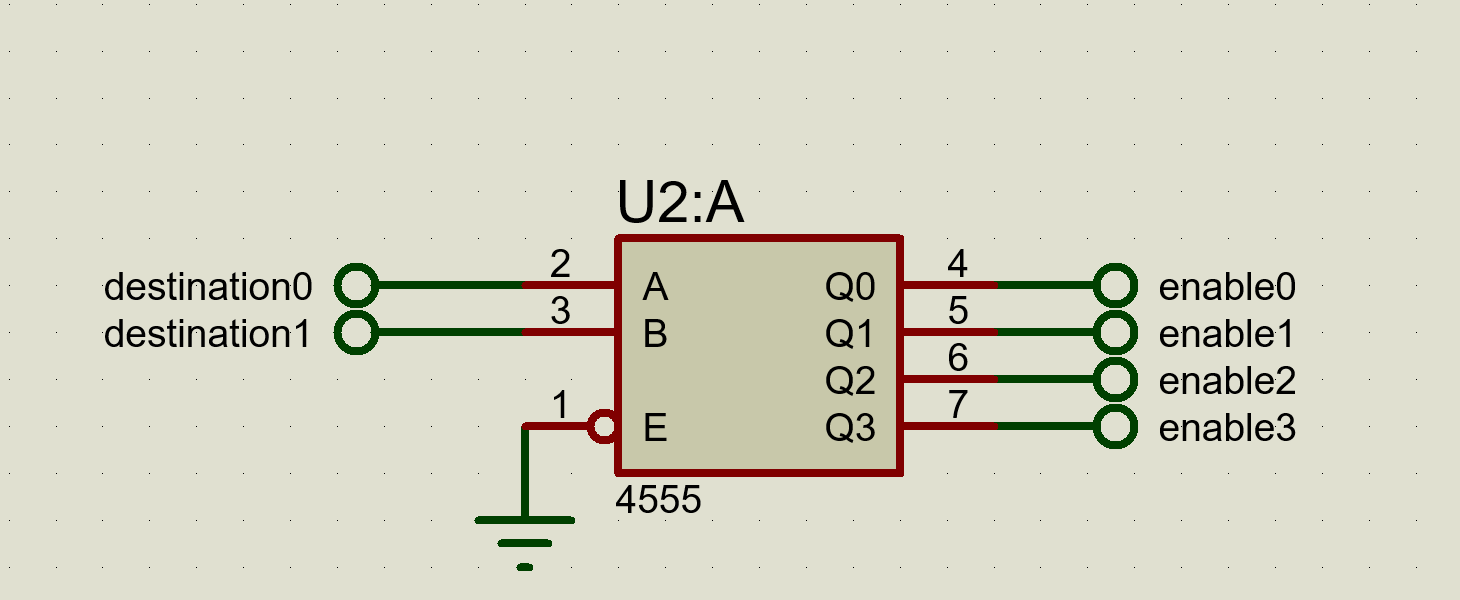 U2:A
destination0 2 A Q0 4 enable0
destination1 3 B Q1 5 enable1
Q2 6 enable2
1 E Q3 7 enable3
4555